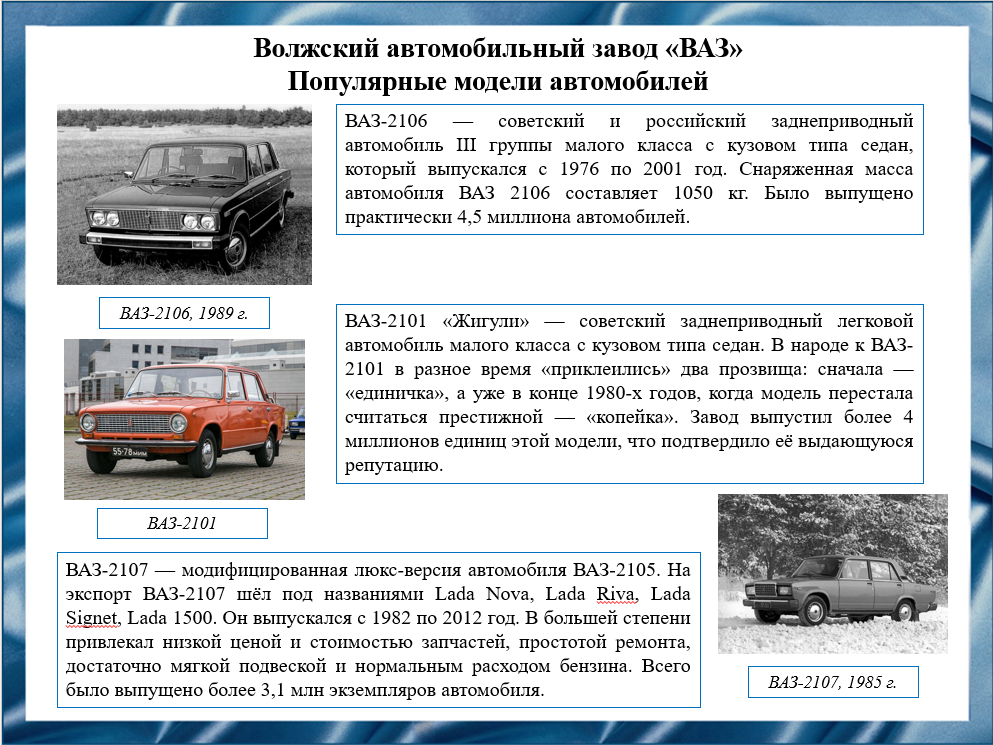 Волжский автомобильный завод «ВАЗ»
Популярные модели автомобилей
ВАЗ-2106 — советский и российский заднеприводный
автомобиль III группы малого класса с кузовом типа седан,
который выпускался с 1976 по 2001 год. Снаряженная масса
автомобиля ВАЗ 2106 составляет 1050 кг. Было выпущено
практически 4,5 миллиона автомобилей.
ВАЗ-2106, 1989 г.
ВАЗ-2101 «Жигули» — советский заднеприводный легковой
автомобиль малого класса с кузовом типа седан. В народе к ВАЗ-
2101 в разное время «приклеились» два прозвища: сначала —
«единичка», а уже в конце 1980-х годов, когда модель перестала
считаться престижной — «копейка». Завод выпустил более 4
миллионов единиц этой модели, что подтвердило её выдающуюся
репутацию.
55-78 МИМ
ВАЗ-2101
ВАЗ-2107 — модифицированная люкс-версия автомобиля ВАЗ-2105. На
экспорт ВАЗ-2107 шёл под названиями Lada Nova, Lada Riva, Lada
Signet, Lada 1500. Он выпускался с 1982 по 2012 год. В большей степени
привлекал низкой ценой и стоимостью запчастей, простотой ремонта,
достаточно мягкой подвеской и нормальным расходом бензина. Всего
было выпущено более 3,1 млн экземпляров автомобиля.
ВАЗ-2107, 1985 г.